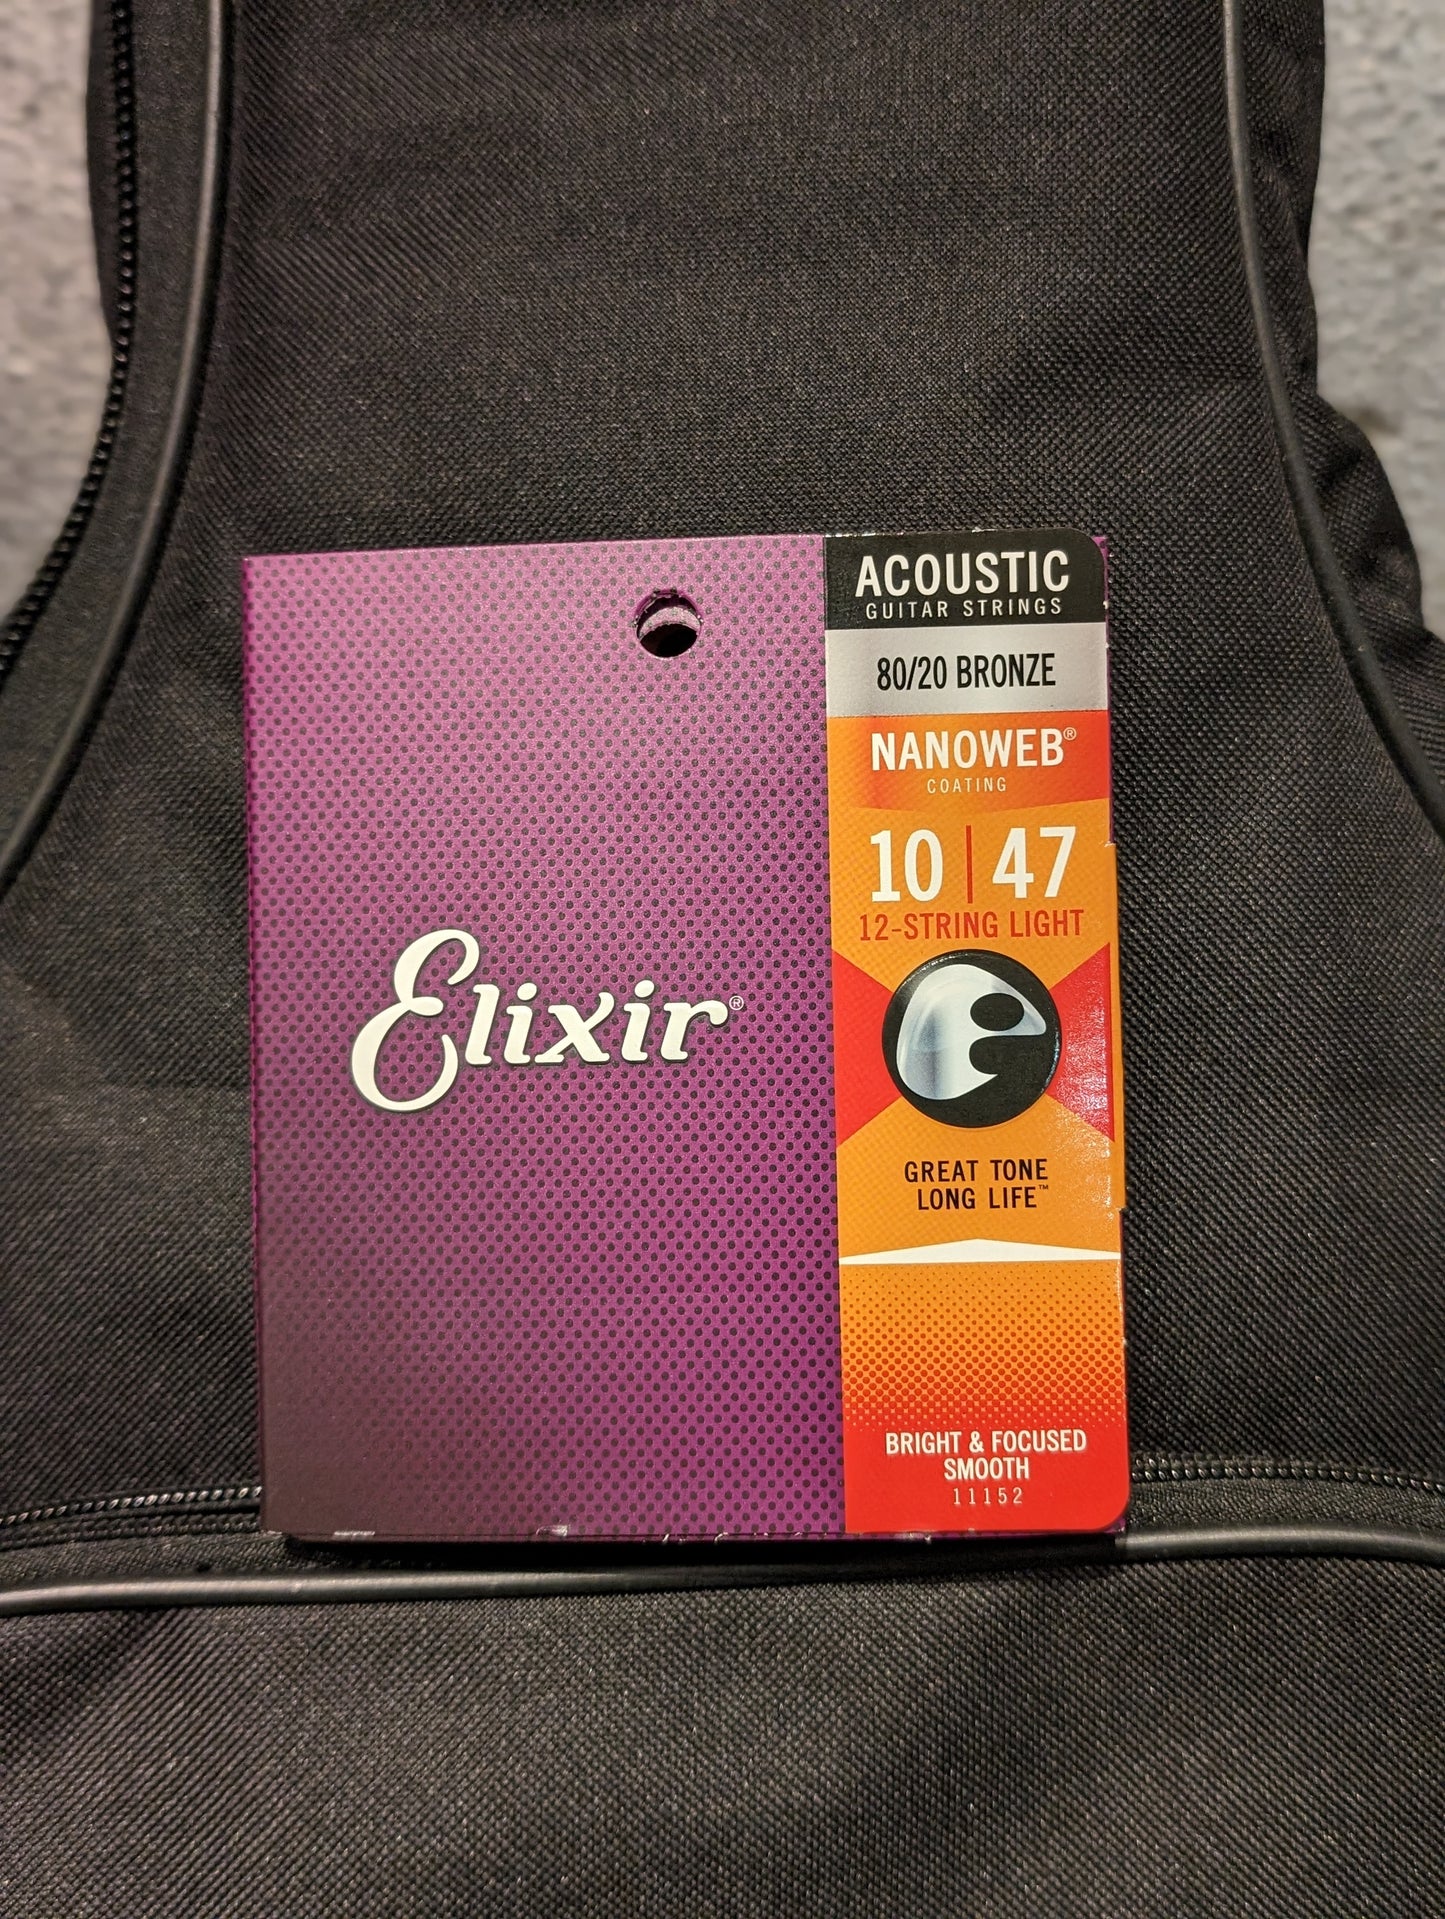 Elixir®
ACOUSTIC
GUITAR STRINGS
80/20 BRONZE
NANOWEB®
COATING
10 | 47
12-STRING LIGHT
GREAT TONE
LONG LIFE™
BRIGHT & FOCUSED
SMOOTH
11152